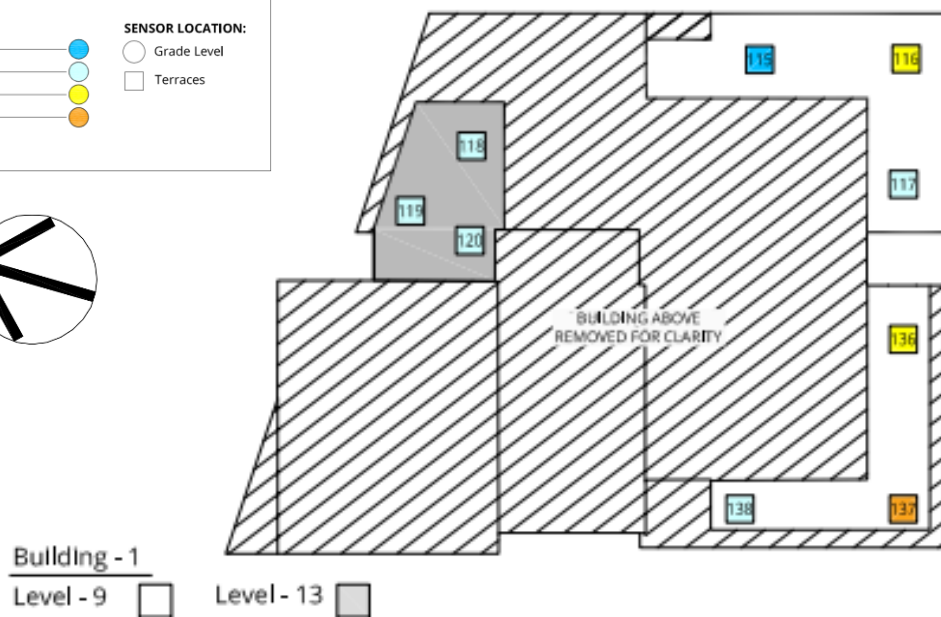 SENSOR LOCATION:
Grade Level
Terraces
115
116
118
117
119
120
BUILDING ABOVE
REMOVED FOR CLARITY
136
138
137
Building - 1
Level - 9
Level - 13